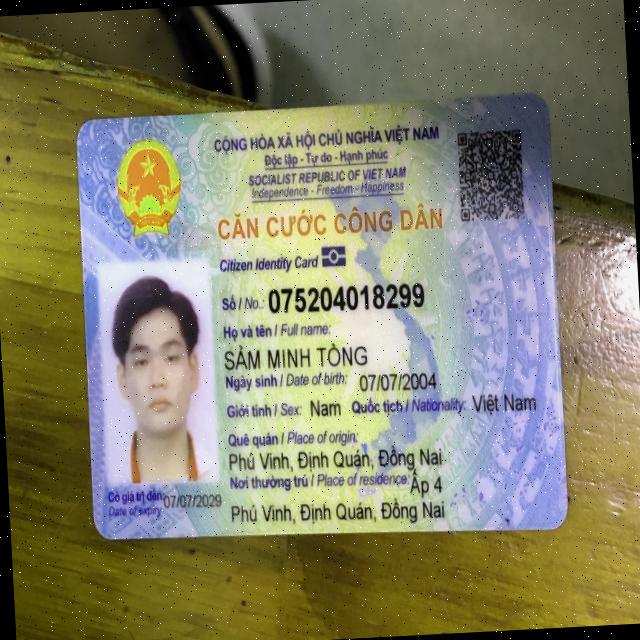 CỘNG HÒA XÃ HỘI CHỦ NGHĨA VIỆT NAM
Độc lập - Tự do - Hạnh phúc
SOCIALIST REPUBLIC OF VIET NAM
Independence - Freedom - Happiness
CĂN CƯỚC CÔNG DÂN
Citizen Identity Card
Số / No.: 075204018299
Họ và tên / Full name:
SẦM MINH TÒNG
Ngày sinh / Date of birth: 07/07/2004
Giới tính / Sex: Nam Quốc tịch / Nationality: Việt Nam
Quê quán / Place of origin:
Phú Vinh, Định Quán, Đồng Nai
Nơi thường trú / Place of residence: Ấp 4
Phú Vinh, Định Quán, Đồng Nai
Có giá trị đến: 07/07/2029
Date of expiry